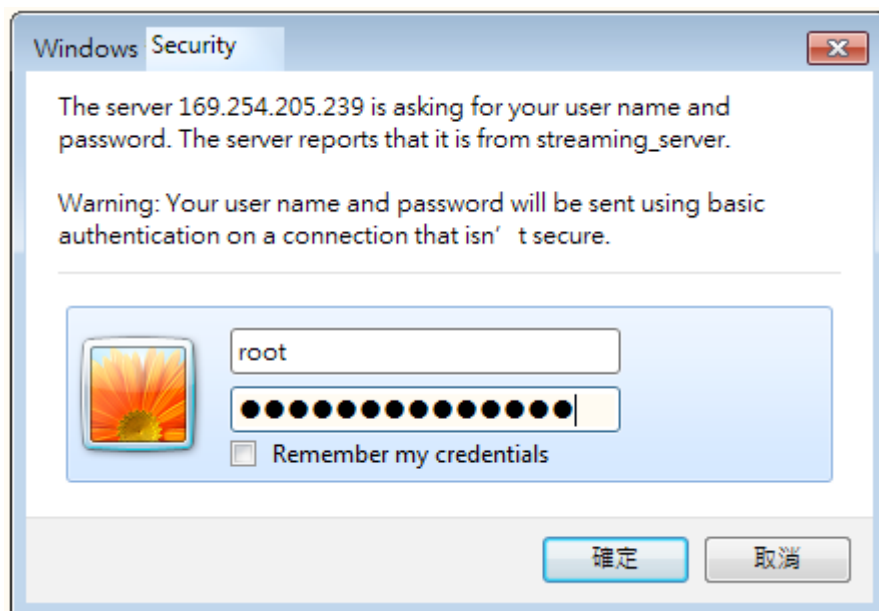 Windows Security
The server 169.254.205.239 is asking for your user name and
password. The server reports that it is from streaming_server.
Warning: Your user name and password will be sent using basic
authentication on a connection that isn’ t secure.
root
●●●●●●●●●●●●●●
Remember my credentials
確定
取消